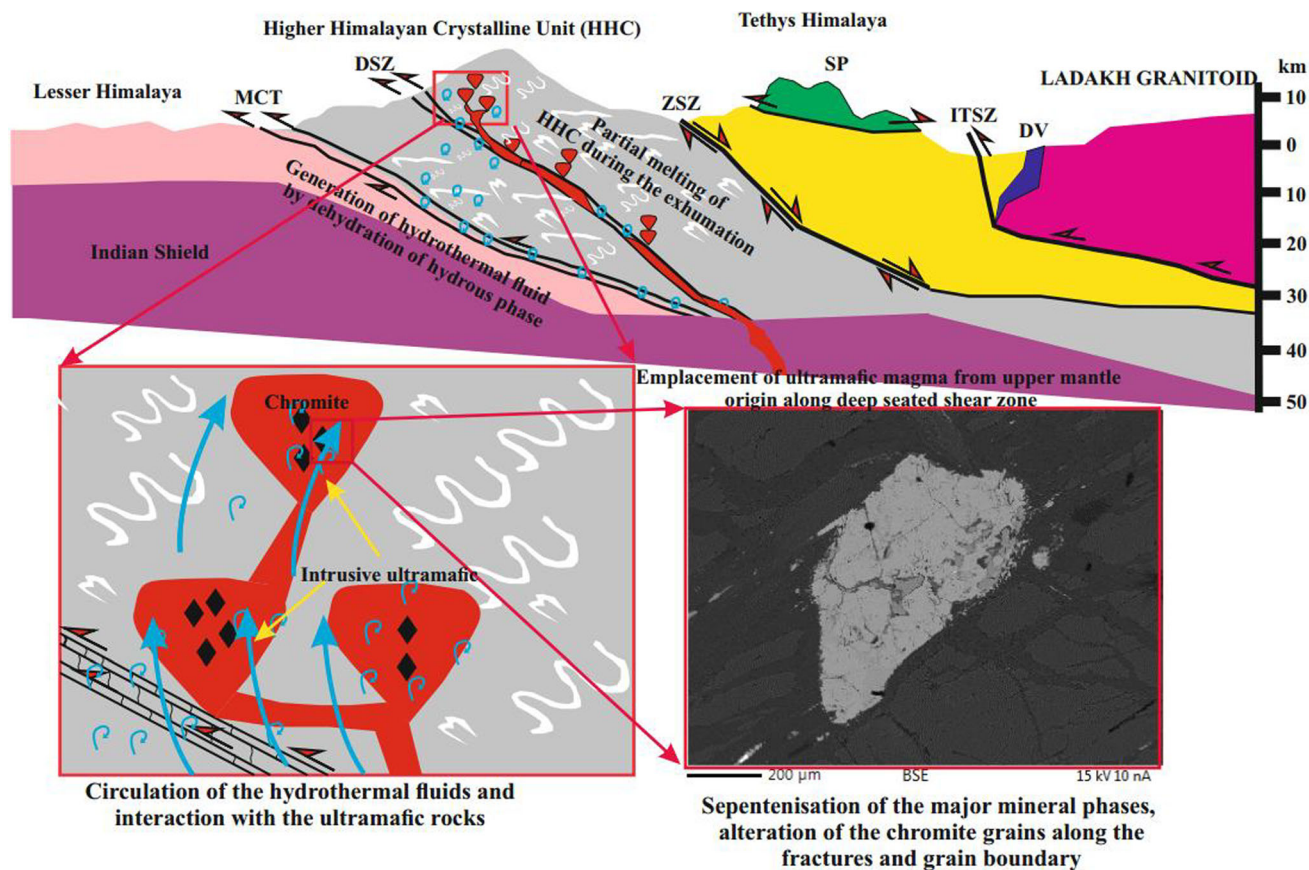 Higher Himalayan Crystalline Unit (HHC)
Tethys Himalaya
Lesser Himalaya
MCT
DSZ
ZSZ
SP
ITSZ
DV
LADAKH GRANITOID
km
10
0
10
20
30
40
50
Partial melting of
HHC during the exhumation
Generation of hydrothermal fluid
by dehydration of hydrous phase
Indian Shield
Emplacement of ultramafic magma from upper mantle
origin along deep seated shear zone
Chromite
Intrusive ultramafic
Circulation of the hydrothermal fluids and
interaction with the ultramafic rocks
200 µm
BSE
15 kV 10 nA
Sepentenisation of the major mineral phases,
alteration of the chromite grains along the
fractures and grain boundary